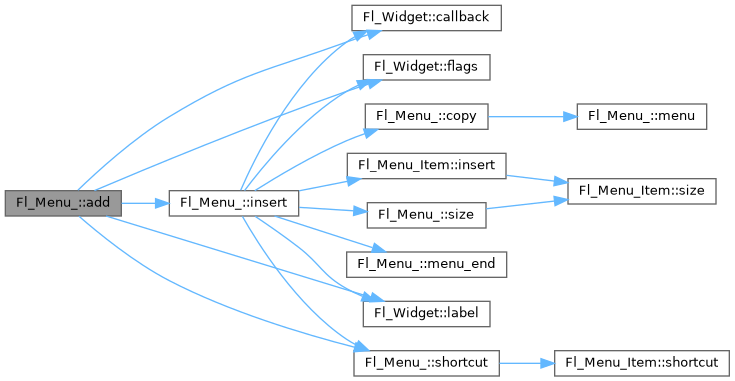 Fl_Widget::callback
Fl_Widget::flags
Fl_Menu_::copy
Fl_Menu_::menu
Fl_Menu_Item::insert
Fl_Menu_Item::size
Fl_Menu_::add
Fl_Menu_::insert
Fl_Menu_::size
Fl_Menu_::menu_end
Fl_Widget::label
Fl_Menu_::shortcut
Fl_Menu_Item::shortcut